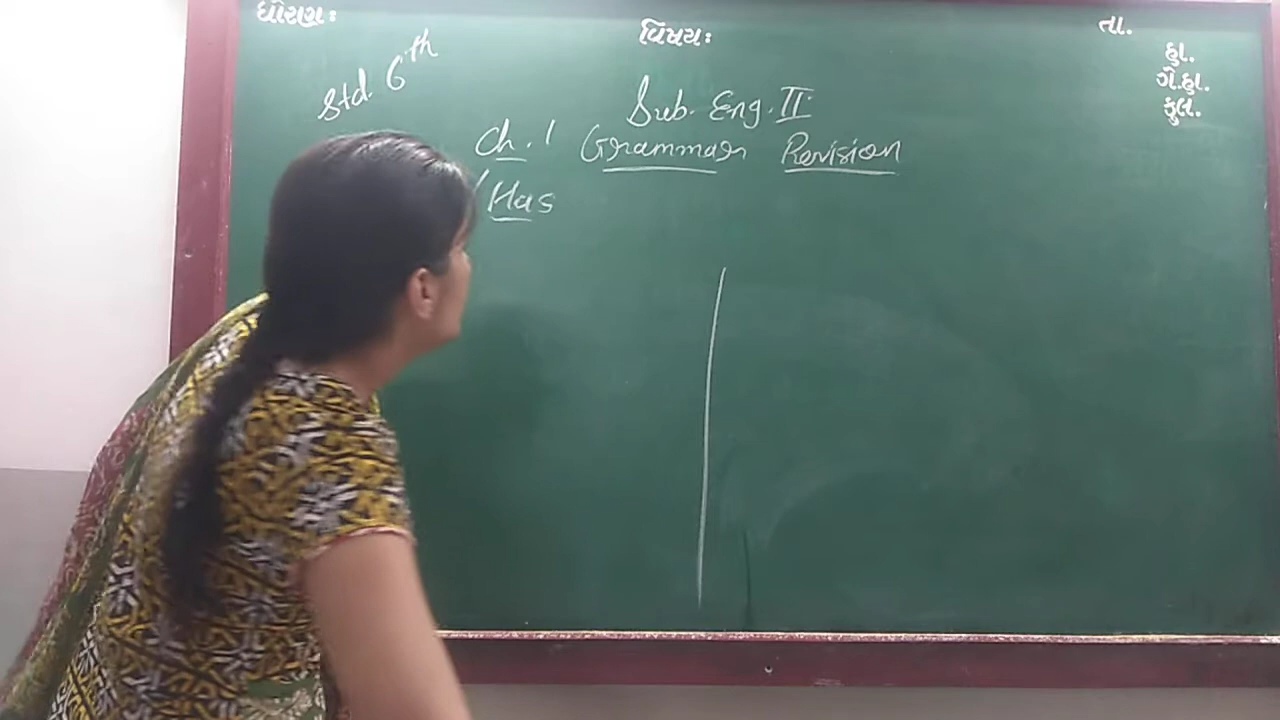 ધોરણઃ
વિષયઃ
તા.
હા.
ગે.હા.
કુલ.
Std. 6th
Sub. Eng. II
Ch. 1 Grammar Revision
Has